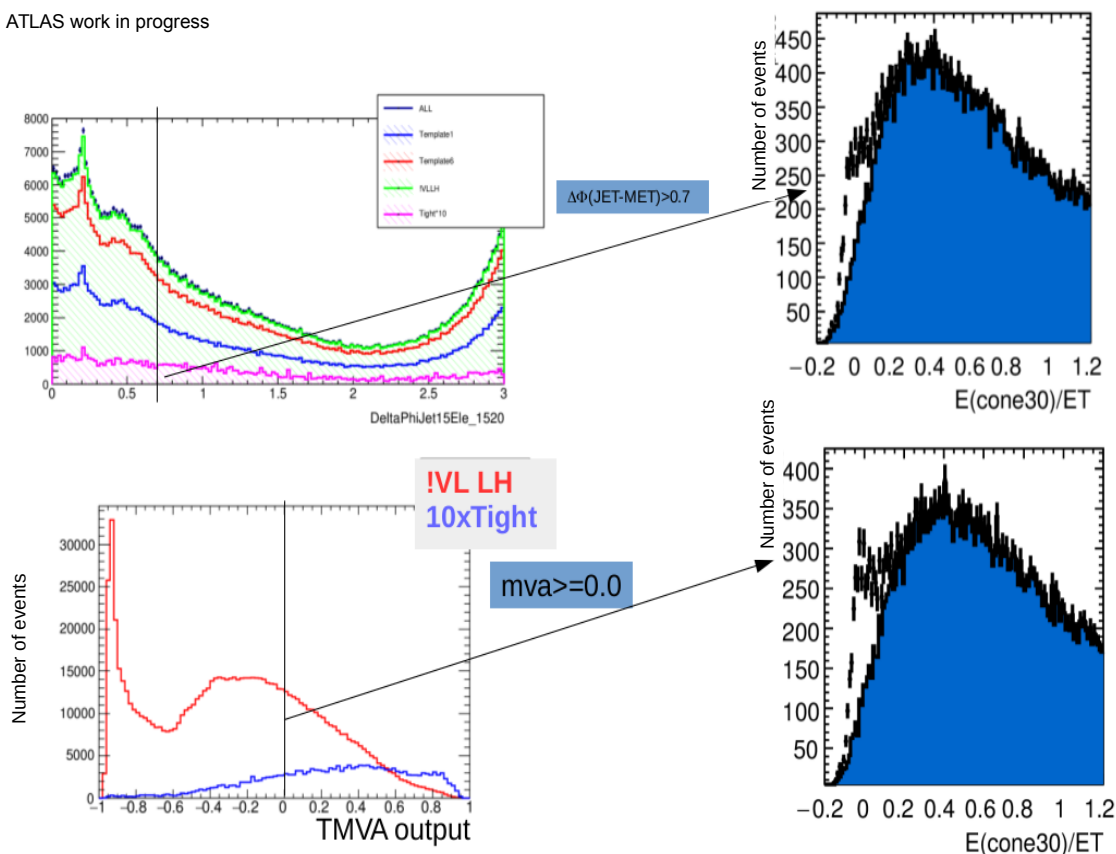 ATLAS work in progress
8000
7000
6000
5000
4000
3000
2000
1000
0
0 0.5 1 1.5 2 2.5 3
DeltaPhiJet15Ele_1520
ALL
Template1
Template6
!VLLH
Tight*10
ΔΦ(JET-MET)>0.7
Number of events
450
400
350
300
250
200
150
100
50
−0.2 0 0.2 0.4 0.6 0.8 1 1.2
E(cone30)/ET
!VL LH
10xTight
mva>=0.0
Number of events
30000
25000
20000
15000
10000
5000
0
−1 −0.8 −0.6 −0.4 −0.2 0 0.2 0.4 0.6 0.8 1
TMVA output
Number of events
400
350
300
250
200
150
100
50
−0.2 0 0.2 0.4 0.6 0.8 1 1.2
E(cone30)/ET